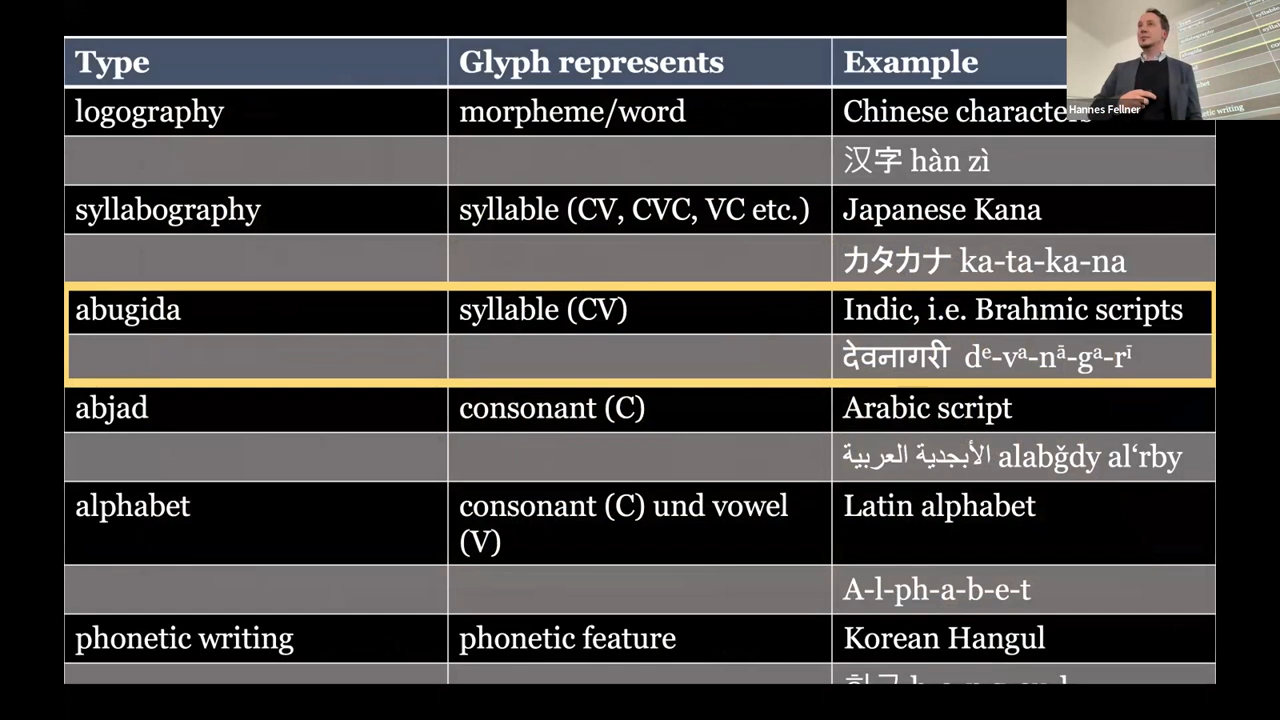 Type Glyph represents Example
logography morpheme/word Chinese characters
汉字 hàn zì
syllabography syllable (CV, CVC, VC etc.) Japanese Kana
カタカナ ka-ta-ka-na
abugida syllable (CV) Indic, i.e. Brahmic scripts
देवनागरी dᵉ-vᵃ-nᾱ-gᵃ-rī
abjad consonant (C) Arabic script
الأبجدية العربية alabǧdy al‘rby
alphabet consonant (C) und vowel Latin alphabet
(V)
A-l-ph-a-b-e-t
phonetic writing phonetic feature Korean Hangul
Hannes Fellner